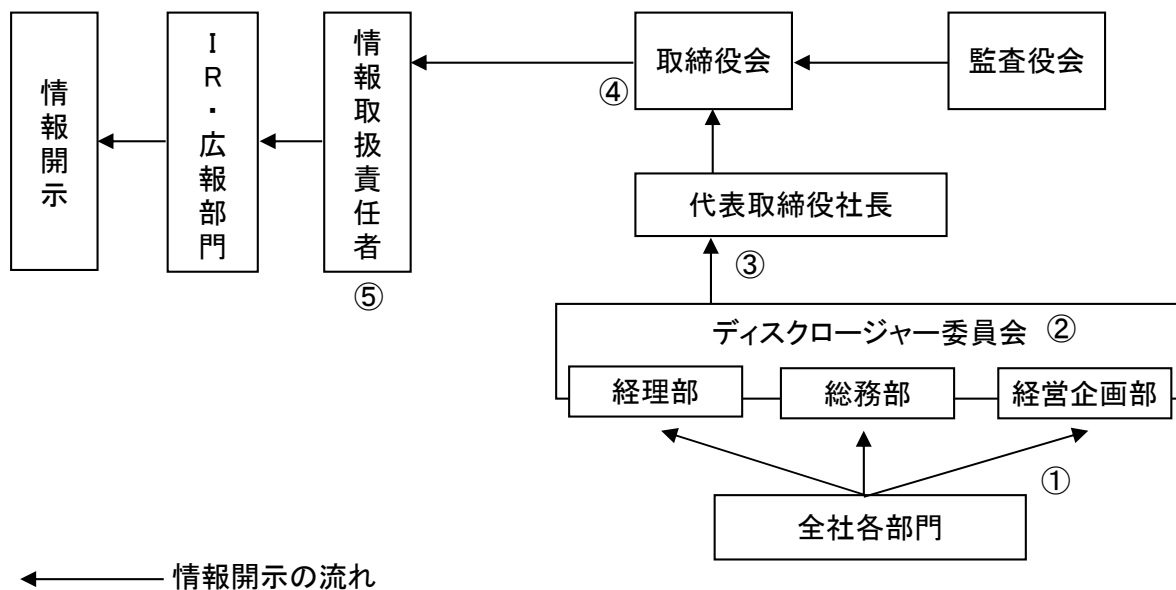 情報開示
IR・広報部門
情報取扱責任者
⑤
取締役会
監査役会
④
代表取締役社長
③
ディスクロージャー委員会 ②
経理部
総務部
経営企画部
①
全社各部門
情報開示の流れ